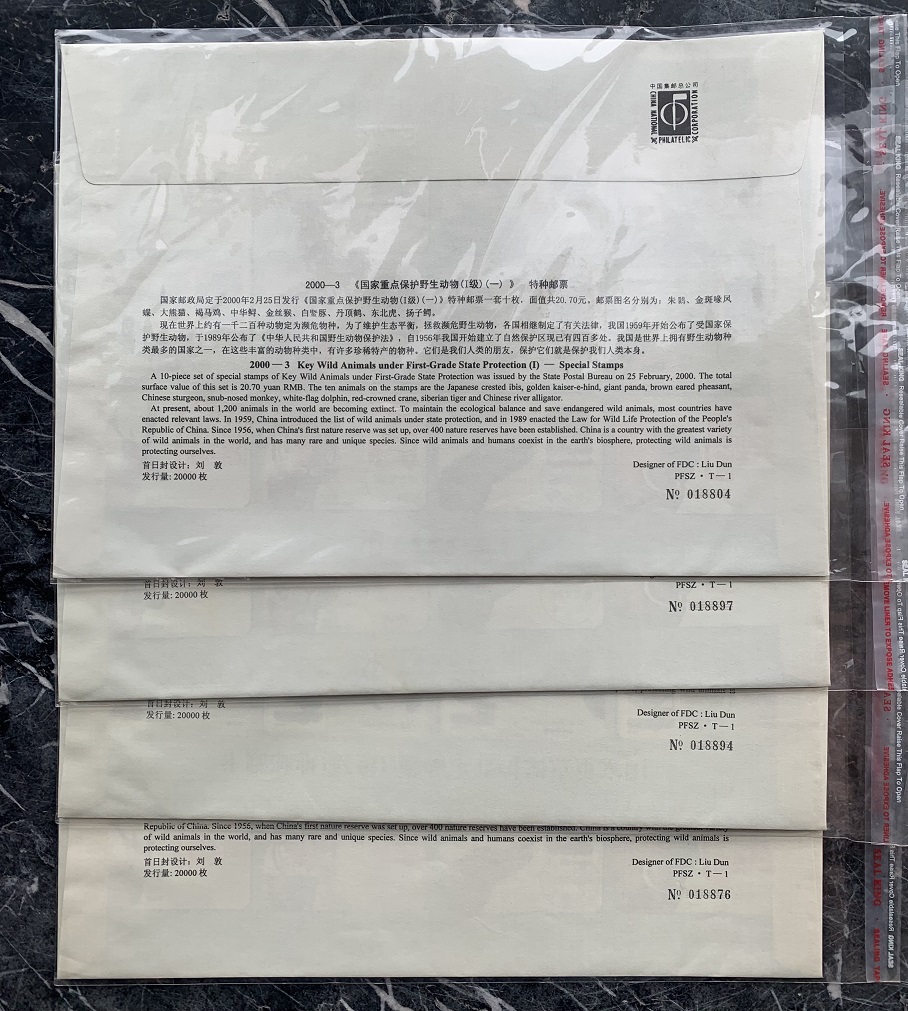 中国集邮总公司
CHINA NATIONAL
PHILATELIC
CORPORATION
2000—3 《国家重点保护野生动物(I级)(一)》 特种邮票
国家邮政局定于2000年2月25日发行《国家重点保护野生动物(I级)(一)》特种邮票一套十枚，面值共20.70元，邮票图名分别为：朱鹮、金斑喙凤
蝶、大熊猫、褐马鸡、中华鲟、金丝猴、白暨豚、丹顶鹤、东北虎、扬子鳄。
现在世界上约有一千二百种动物定为濒危物种，为了维护生态平衡，拯救濒危野生动物，各国相继制定了有关法律，我国1959年开始公布了受国家保
护野生动物，于1989年公布了《中华人民共和国野生动物保护法》，自1956年我国开始建立了自然保护区现已有四百多处。我国是世界上拥有野生动物种
类最多的国家之一，在这些丰富的动物种类中，有许多珍稀特产的物种。它们是我们人类的朋友，保护它们就是保护我们人类本身。
2000 — 3 Key Wild Animals under First-Grade State Protection (I) — Special Stamps
A 10-piece set of special stamps of Key Wild Animals under First-Grade State Protection was issued by the State Postal Bureau on 25 February, 2000. The total
surface value of this set is 20.70 yuan RMB. The ten animals on the stamps are the Japanese crested ibis, golden kaiser-e-hind, giant panda, brown eared pheasant,
Chinese sturgeon, snub-nosed monkey, white-flag dolphin, red-crowned crane, siberian tiger and Chinese river alligator.
At present, about 1,200 animals in the world are becoming extinct. To maintain the ecological balance and save endangered wild animals, most countries have
enacted relevant laws. In 1959, China introduced the list of wild animals under state protection, and in 1989 enacted the Law for Wild Life Protection of the People's
Republic of China. Since 1956, when China's first nature reserve was set up, over 400 nature reserves have been established. China is a country with the greatest variety
of wild animals in the world, and has many rare and unique species. Since wild animals and humans coexist in the earth's biosphere, protecting wild animals is
protecting ourselves.
首日封设计：刘 敦
发行量: 20000 枚
Designer of FDC : Liu Dun
PFSZ · T — 1
№ 018804
首日封设计：刘 敦
发行量: 20000 枚
PFSZ · T — 1
№ 018897
首日封设计：刘 敦
发行量: 20000 枚
Designer of FDC : Liu Dun
PFSZ · T — 1
№ 018894
Republic of China. Since 1956, when China's first nature reserve was set up, over 400 nature reserves have been established. China is a country with the greatest variety
of wild animals in the world, and has many rare and unique species. Since wild animals and humans coexist in the earth's biosphere, protecting wild animals is
protecting ourselves.
首日封设计：刘 敦
发行量: 20000 枚
Designer of FDC : Liu Dun
PFSZ · T — 1
№ 018876
SEAL KING
This Flap To Open
Raise This Flap To Open